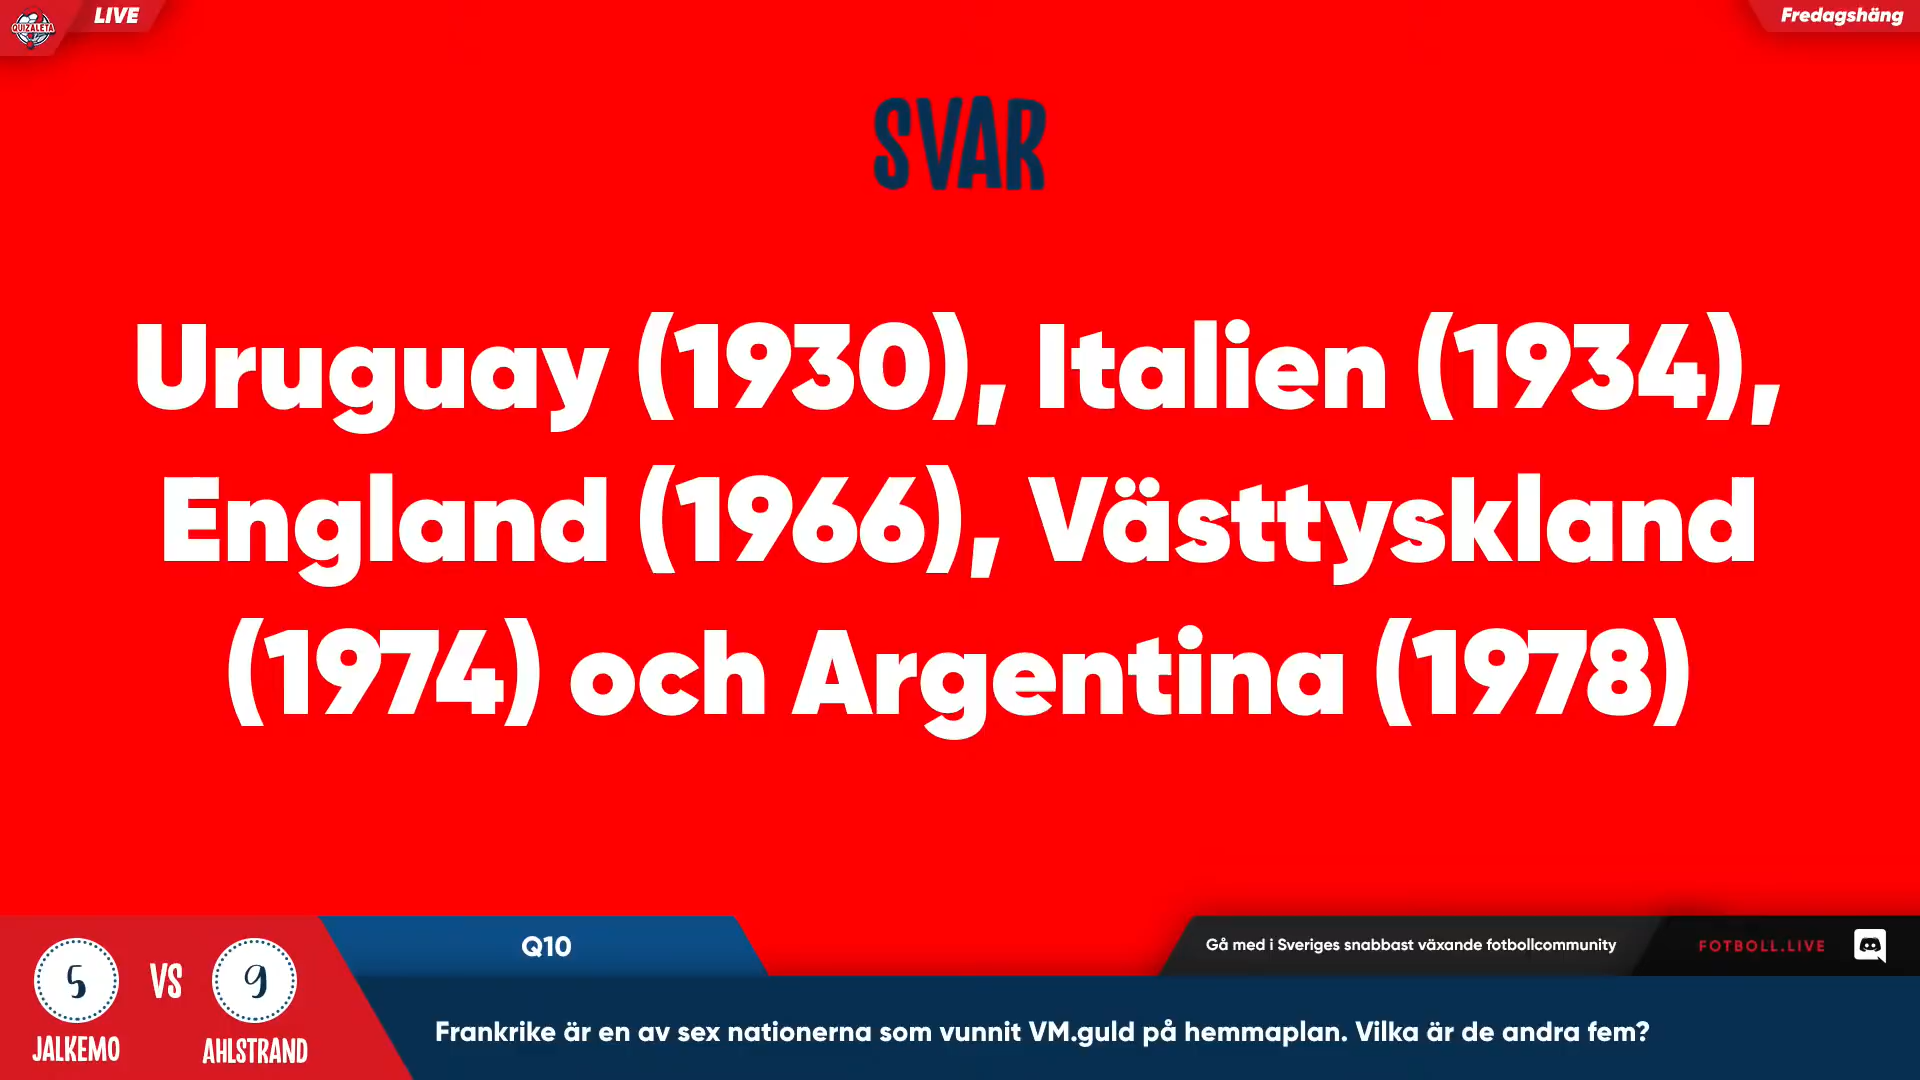 QUIZALETA
LIVE
Fredagshäng
SVAR
Uruguay (1930), Italien (1934),
England (1966), Västtyskland
(1974) och Argentina (1978)
5 VS 9
JALKEMO AHLSTRAND
Q10
Gå med i Sveriges snabbast växande fotbollcommunity
FOTBOLL.LIVE
Frankrike är en av sex nationerna som vunnit VM.guld på hemmaplan. Vilka är de andra fem?